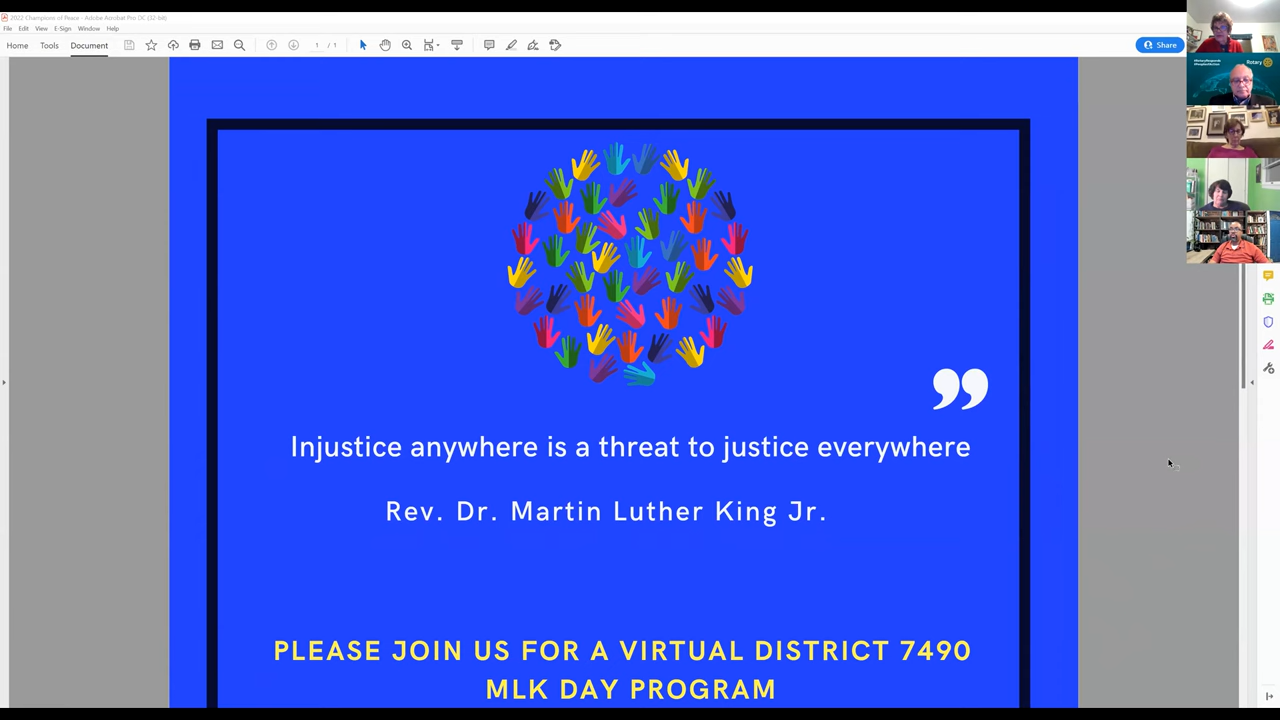 2022 Champions of Peace - Adobe Acrobat Pro DC (32-bit)
File Edit View E-Sign Window Help
Home Tools Document
1 / 1
Share
Rotary
”
Injustice anywhere is a threat to justice everywhere
Rev. Dr. Martin Luther King Jr.
PLEASE JOIN US FOR A VIRTUAL DISTRICT 7490
MLK DAY PROGRAM